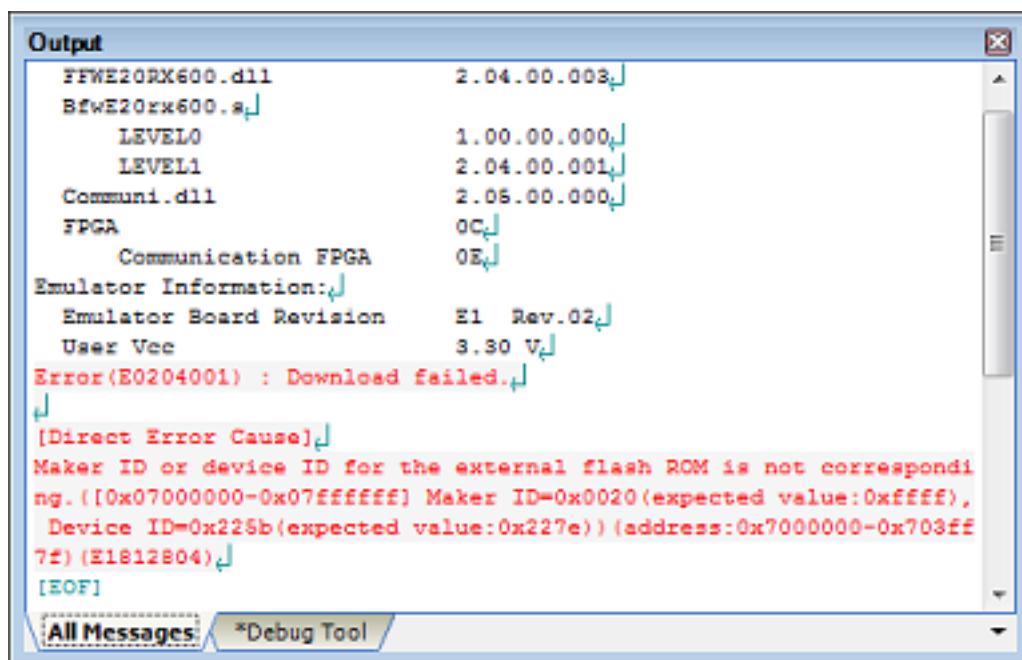 Output
FFWE20RX600.dll 2.04.00.003
BfwE20rx600.s
LEVEL0 1.00.00.000
LEVEL1 2.04.00.001
Communi.dll 2.05.00.000
FPGA 0C
Communication FPGA 0E
Emulator Information:
Emulator Board Revision E1 Rev.02
User Vcc 3.30 V
Error(E0204001) : Download failed.
[Direct Error Cause]
Maker ID or device ID for the external flash ROM is not correspondi
ng.([0x07000000-0x07ffffff] Maker ID=0x0020(expected value:0xffff),
Device ID=0x225b(expected value:0x227e))(address:0x7000000-0x703ff
7f)(E1812804)
[EOF]
All Messages *Debug Tool